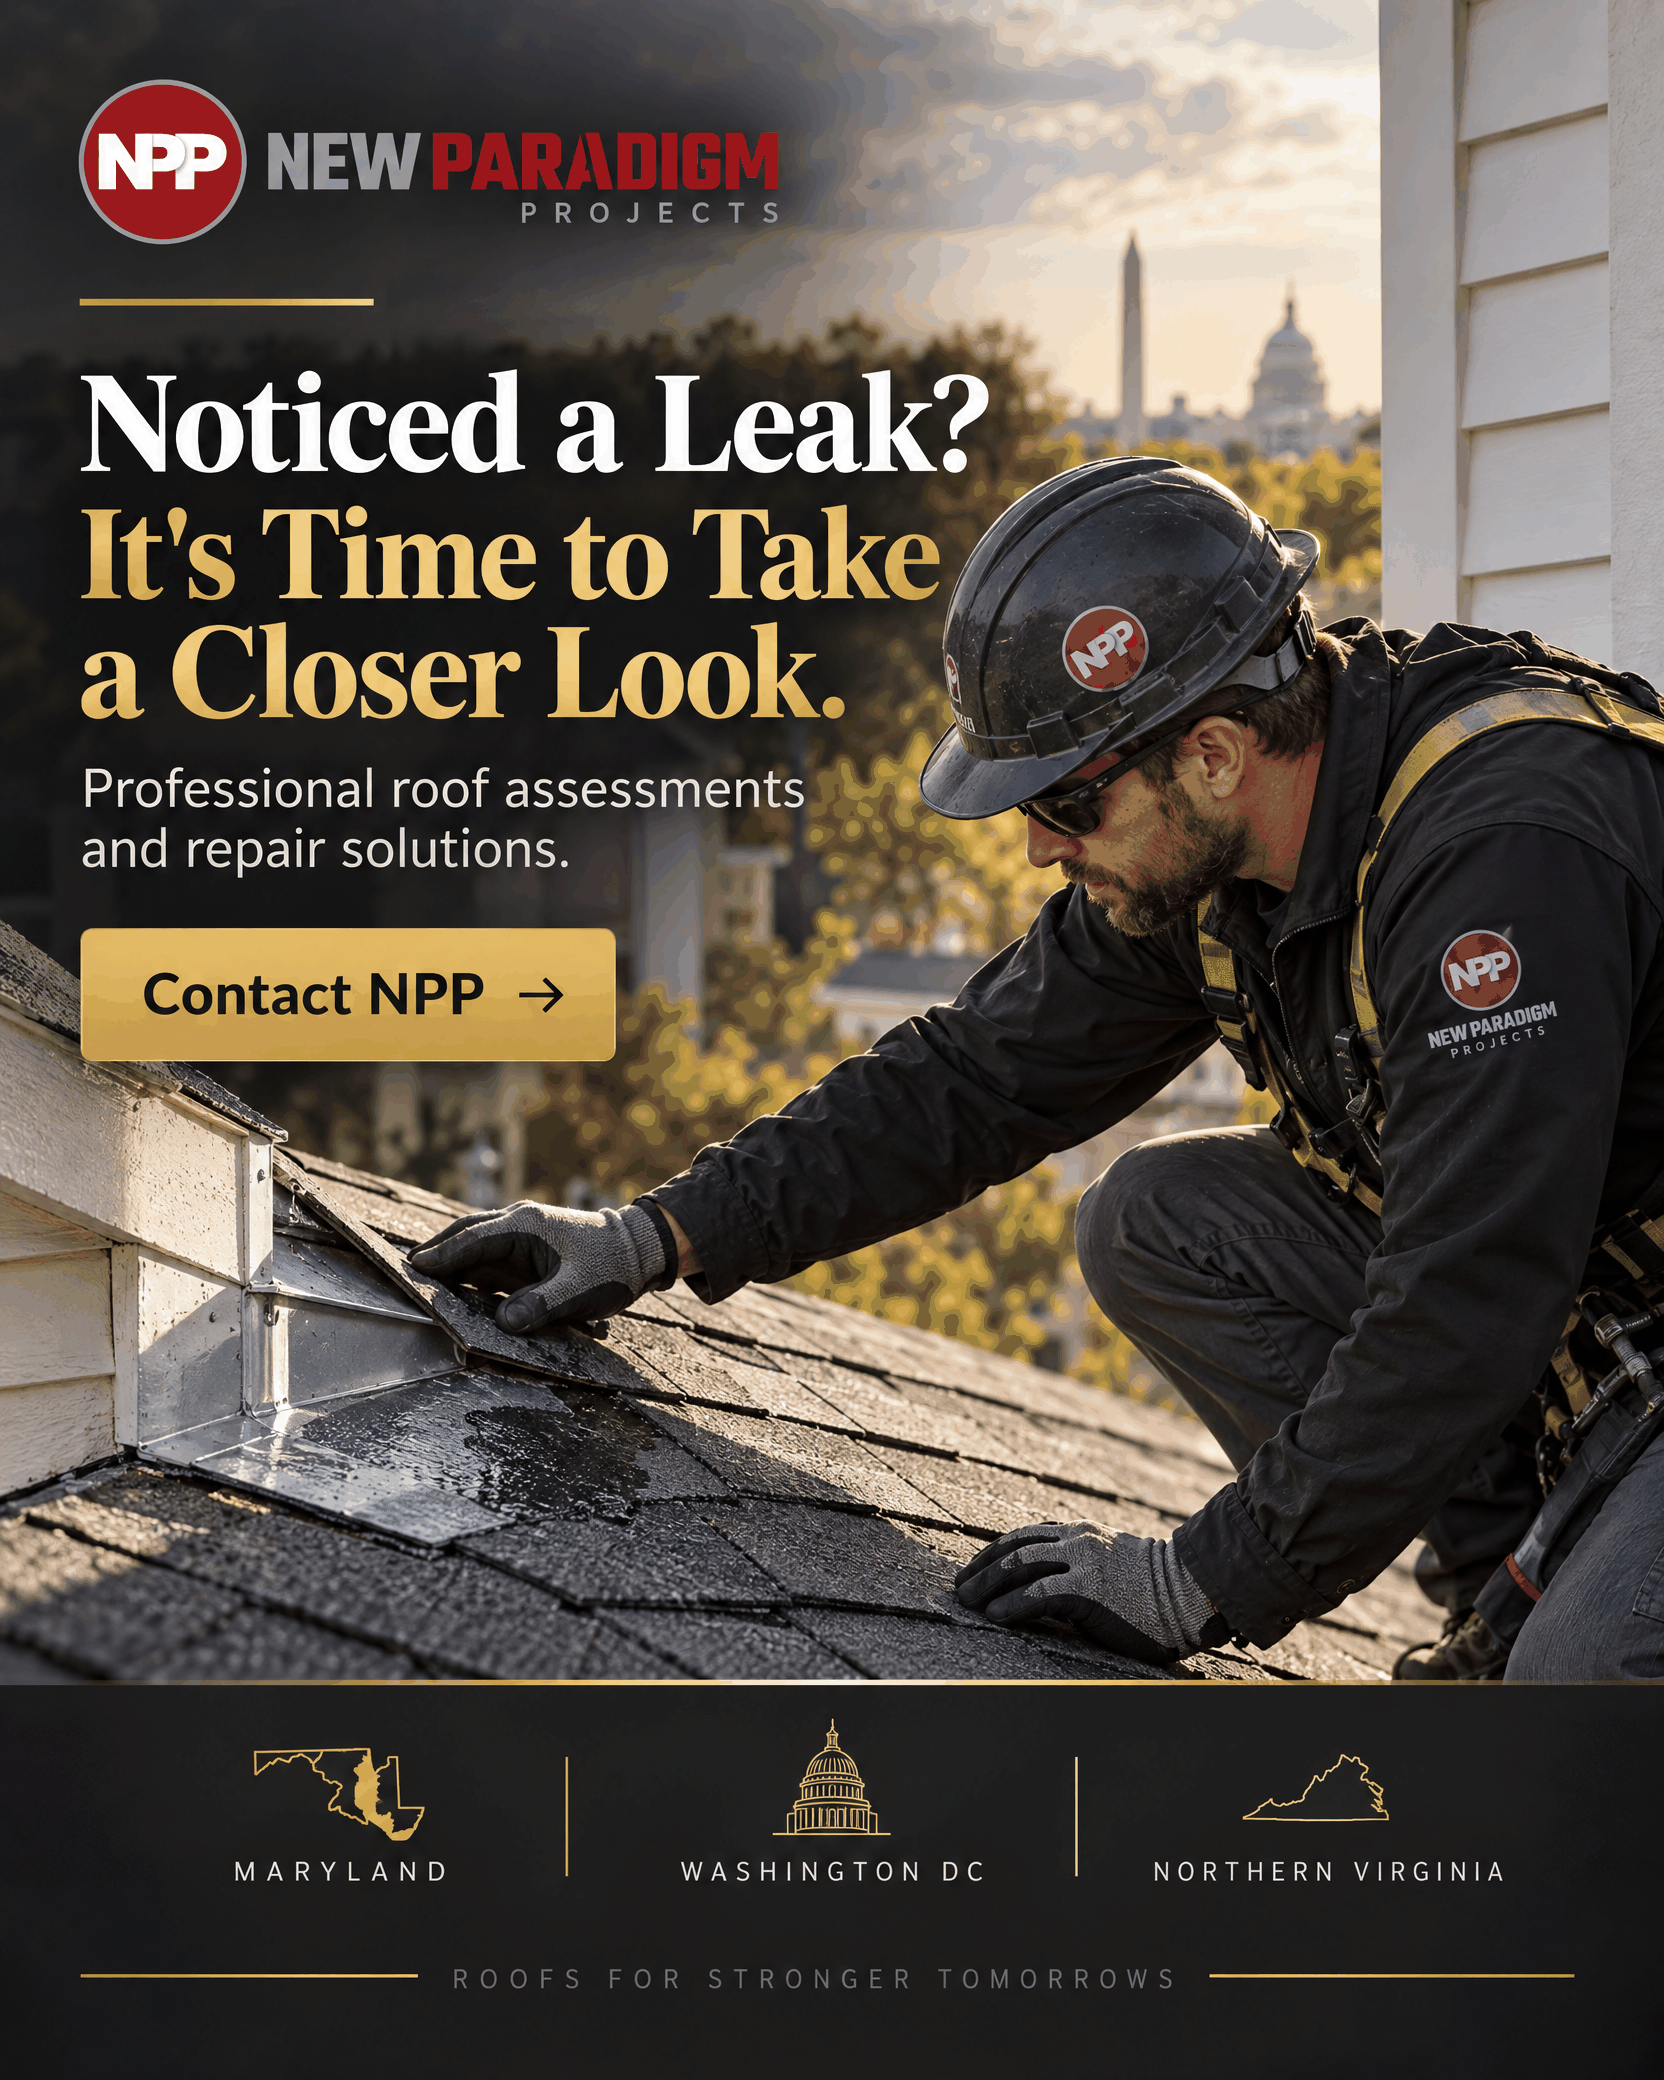 NPP
NEW PARADIGM
PROJECTS
Noticed a Leak?
It's Time to Take
a Closer Look.
Professional roof assessments
and repair solutions.
Contact NPP →
NPP
NPP
NEW PARADIGM
PROJECTS
MARYLAND
WASHINGTON DC
NORTHERN VIRGINIA
ROOFS FOR STRONGER TOMORROWS